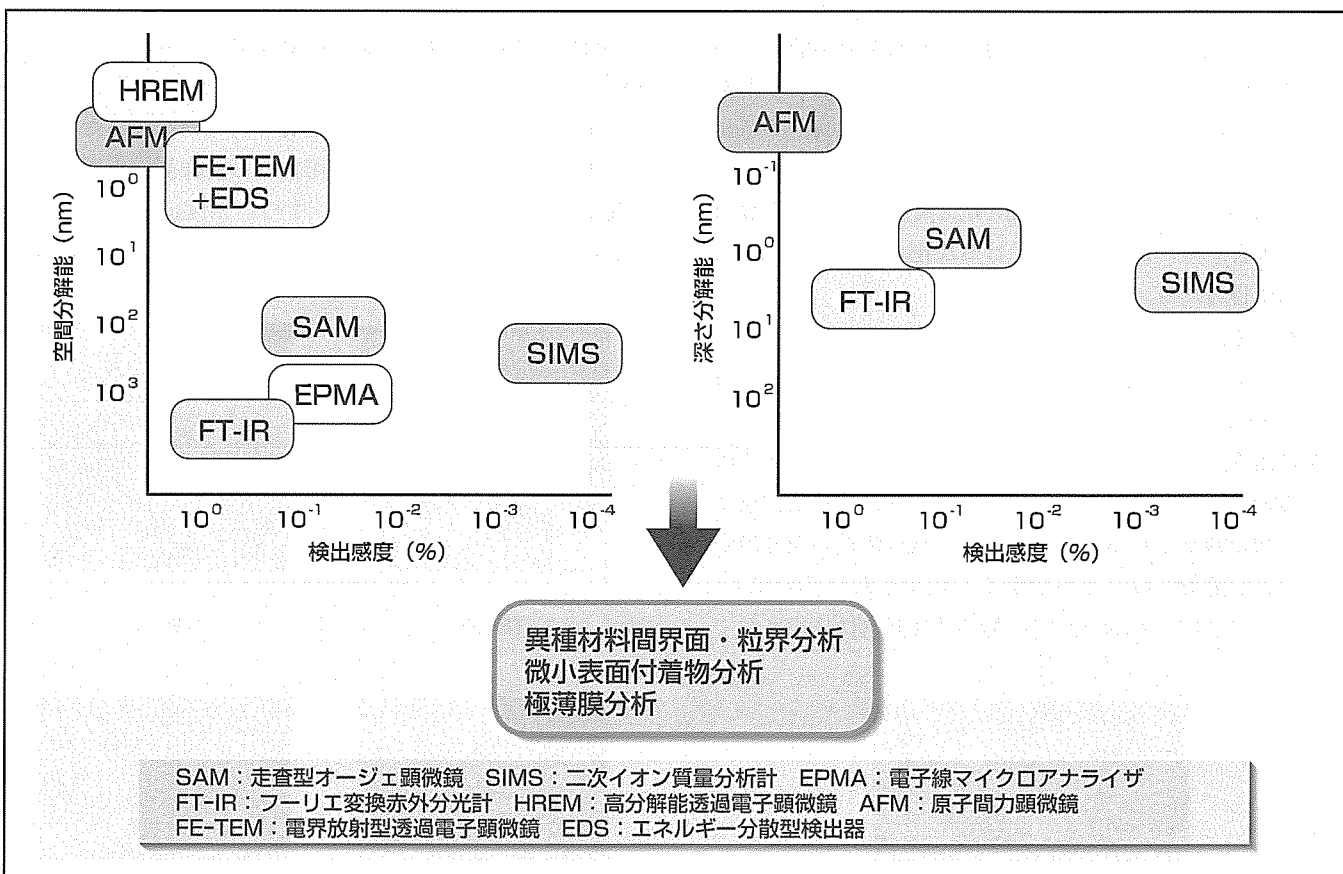 HREM
AFM
FE-TEM
+EDS
SAM
SIMS
EPMA
FT-IR
空間分解能（nm）
10⁰
10¹
10²
10³
10⁰ 10⁻¹ 10⁻² 10⁻³ 10⁻⁴
検出感度（%）
AFM
SAM
SIMS
FT-IR
深さ分解能（nm）
10⁻¹
10⁰
10¹
10²
10⁰ 10⁻¹ 10⁻² 10⁻³ 10⁻⁴
検出感度（%）
異種材料間界面・粒界分析
微小表面付着物分析
極薄膜分析
SAM：走査型オージェ顕微鏡 SIMS：二次イオン質量分析計 EPMA：電子線マイクロアナライザ
FT-IR：フーリエ変換赤外分光計 HREM：高分解能透過電子顕微鏡 AFM：原子間力顕微鏡
FE-TEM：電界放射型透過電子顕微鏡 EDS：エネルギー分散型検出器